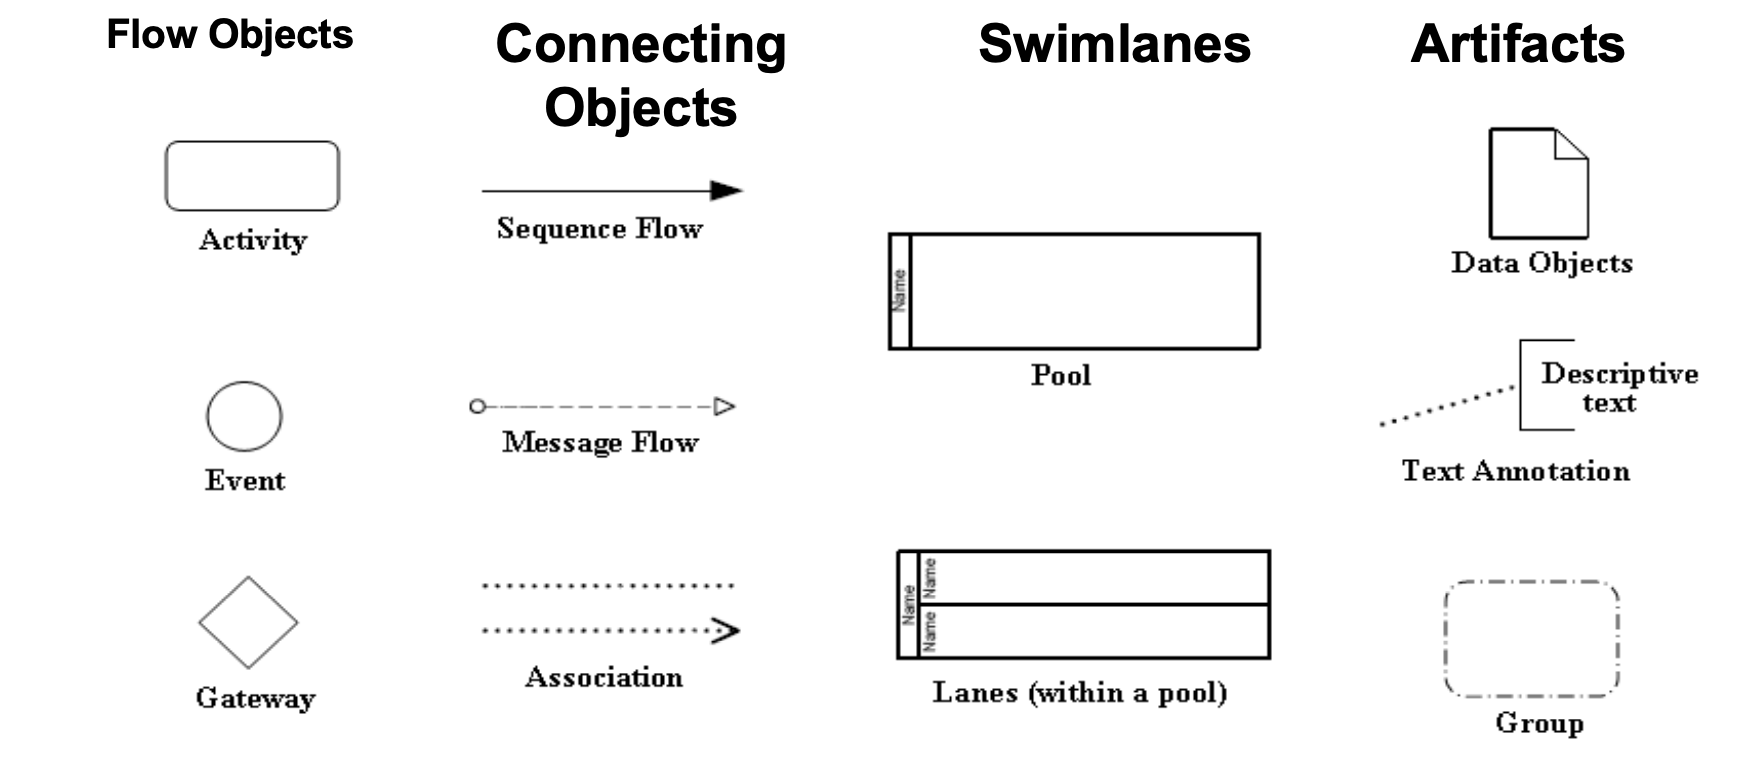 Flow Objects
Connecting
Objects
Swimlanes
Artifacts
Activity
Event
Gateway
Sequence Flow
Message Flow
Association
Name
Pool
Name
Name
Name
Lanes (within a pool)
Data Objects
Descriptive
text
Text Annotation
Group